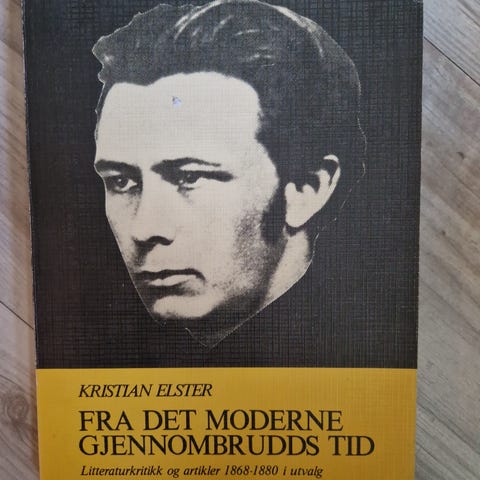 KRISTIAN ELSTER
FRA DET MODERNE
GJENNOMBRUDDS TID
Litteraturkritikk og artikler 1868-1880 i utvalg